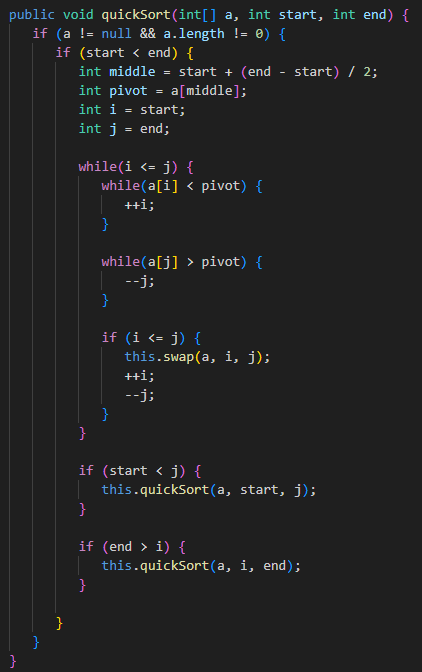 public void quickSort(int[] a, int start, int end) {
if (a != null && a.length != 0) {
if (start < end) {
int middle = start + (end - start) / 2;
int pivot = a[middle];
int i = start;
int j = end;
while(i <= j) {
while(a[i] < pivot) {
++i;
}
while(a[j] > pivot) {
--j;
}
if (i <= j) {
this.swap(a, i, j);
++i;
--j;
}
}
if (start < j) {
this.quickSort(a, start, j);
}
if (end > i) {
this.quickSort(a, i, end);
}
}
}
}